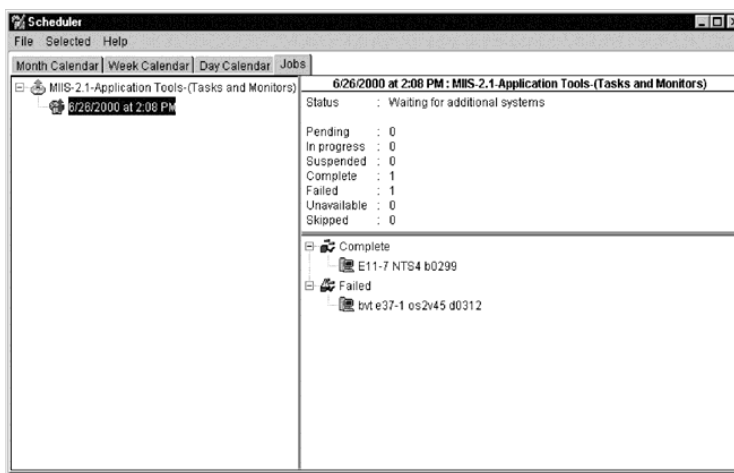 Scheduler
File Selected Help
Month Calendar Week Calendar Day Calendar Jobs
MIIS-2.1-Application Tools-(Tasks and Monitors)
6/26/2000 at 2:08 PM
6/26/2000 at 2:08 PM : MIIS-2.1-Application Tools-(Tasks and Monitors)
Status : Waiting for additional systems
Pending : 0
In progress : 0
Suspended : 0
Complete : 1
Failed : 1
Unavailable : 0
Skipped : 0
Complete
E11-7 NTS4 b0299
Failed
bvt e37-1 os2v45 d0312